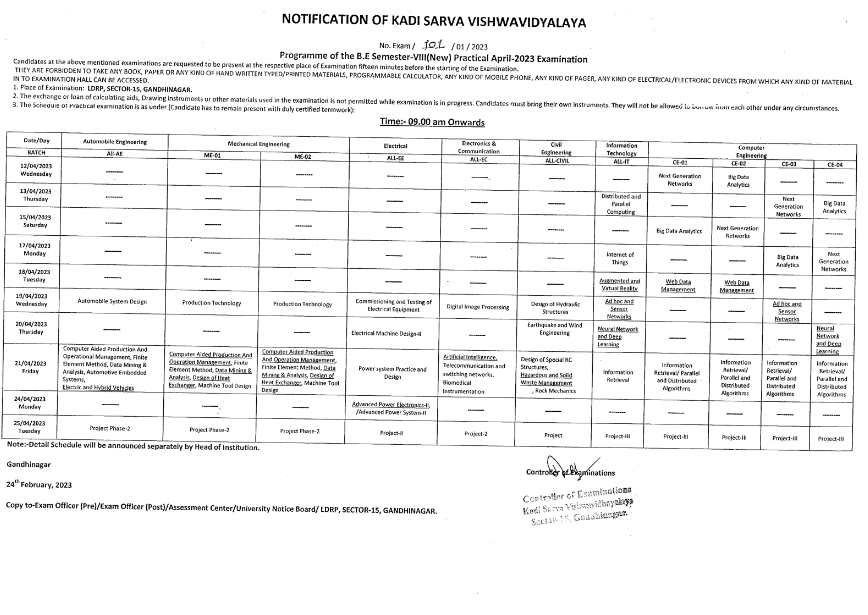 NOTIFICATION OF KADI SARVA VISHWAVIDYALAYA
No. Exam / 101 / 01 / 2023
Programme of the B.E Semester-VIII(New) Practical April-2023 Examination
Candidates at the above mentioned examinations are requested to be present at the respective place of Examination fifteen minutes before the starting of the Examination.
THEY ARE FORBIDDEN TO TAKE ANY BOOK, PAPER OR ANY KIND OF HAND WRITTEN TYPED/PRINTED MATERIALS, PROGRAMMABLE CALCULATOR, ANY KIND OF MOBILE PHONE, ANY KIND OF PAGER, ANY KIND OF ELECTRICAL/ELECTRONIC DEVICES FROM WHICH ANY KIND OF MATERIAL
IN TO EXAMINATION HALL CAN BE ACCESSED.
1. Place of Examination: LDRP, SECTOR-15, GANDHINAGAR.
2. The exchange or loan of calculating aids, Drawing instruments or other materials used in the examination is not permitted while examination is in progress. Candidates must bring their own instruments. They will not be allowed to borrow from each other under any circumstances.
3. The Schedule of Practical examination is as under (Candidate has to remain present with duly certified termwork):
Time:- 09.00 am Onwards
Date/Day Automobile Engineering Mechanical Engineering Electrical Electronics & Communication Civil Engineering Information Technology Computer Engineering
BATCH All-AE ME-01 ME-02 ALL-EE ALL-EC ALL-CIVIL ALL-IT CE-01 CE-02 CE-03 CE-04
12/04/2023 Wednesday -------- -------- -------- -------- -------- -------- -------- Next Generation Networks Big Data Analytics -------- --------
13/04/2023 Thursday -------- -------- -------- -------- -------- -------- Distributed and Parallel Computing -------- -------- Next Generation Networks Big Data Analytics
15/04/2023 Saturday -------- -------- -------- -------- -------- -------- -------- Big Data Analytics Next Generation Networks -------- --------
17/04/2023 Monday -------- -------- -------- -------- -------- -------- Internet of Things -------- -------- Big Data Analytics Next Generation Networks
18/04/2023 Tuesday -------- -------- -------- -------- -------- -------- Augmented and Virtual Reality Web Data Management Web Data Management -------- --------
19/04/2023 Wednesday Automobile System Design Production Technology Production Technology Commissioning and Testing of Electrical Equipment Digital Image Processing Design of Hydraulic Structures Ad hoc and Sensor Networks -------- -------- Ad hoc and Sensor Networks --------
20/04/2023 Thursday -------- -------- -------- Electrical Machine Design-II -------- Earthquake and Wind Engineering Neural Network and Deep Learning -------- -------- -------- Neural Network and Deep Learning
21/04/2023 Friday Computer Aided Production And Operational Management, Finite Element Method, Data Mining & Analysis, Automotive Embedded Systems, Electric and Hybrid Vehicles Computer Aided Production And Operation Management, Finite Element Method, Data Mining & Analysis, Design of Heat Exchanger, Machine Tool Design Computer Aided Production And Operation Management, Finite Element Method, Data Mining & Analysis, Design of Heat Exchanger, Machine Tool Design Power system Practice and Design Artificial Intelligence, Telecommunication and switching networks, Biomedical Instrumentation Design of Special RC Structures, Hazardous and Solid Waste Management , Rock Mechanics Information Retrieval Information Retrieval/ Parallel and Distributed Algorithms Information Retrieval/ Parallel and Distributed Algorithms Information Retrieval/ Parallel and Distributed Algorithms Information Retrieval/ Parallel and Distributed Algorithms
24/04/2023 Monday -------- -------- -------- Advanced Power Electronics-II, /Advanced Power System-II -------- -------- -------- -------- -------- -------- --------
25/04/2023 Tuesday Project Phase-2 Project Phase-2 Project Phase-2 Project-II Project-2 Project Project-III Project-III Project-III Project-III Project-III
Note:-Detail Schedule will be announced separately by Head of Institution.
Gandhinagar
Controller of Examinations
24th February, 2023
Controller of Examinations
Kadi Sarva Vishwavidhayalaya
Sector-15, Gandhinagar.
Copy to-Exam Officer (Pre)/Exam Officer (Post)/Assessment Center/University Notice Board/ LDRP, SECTOR-15, GANDHINAGAR.